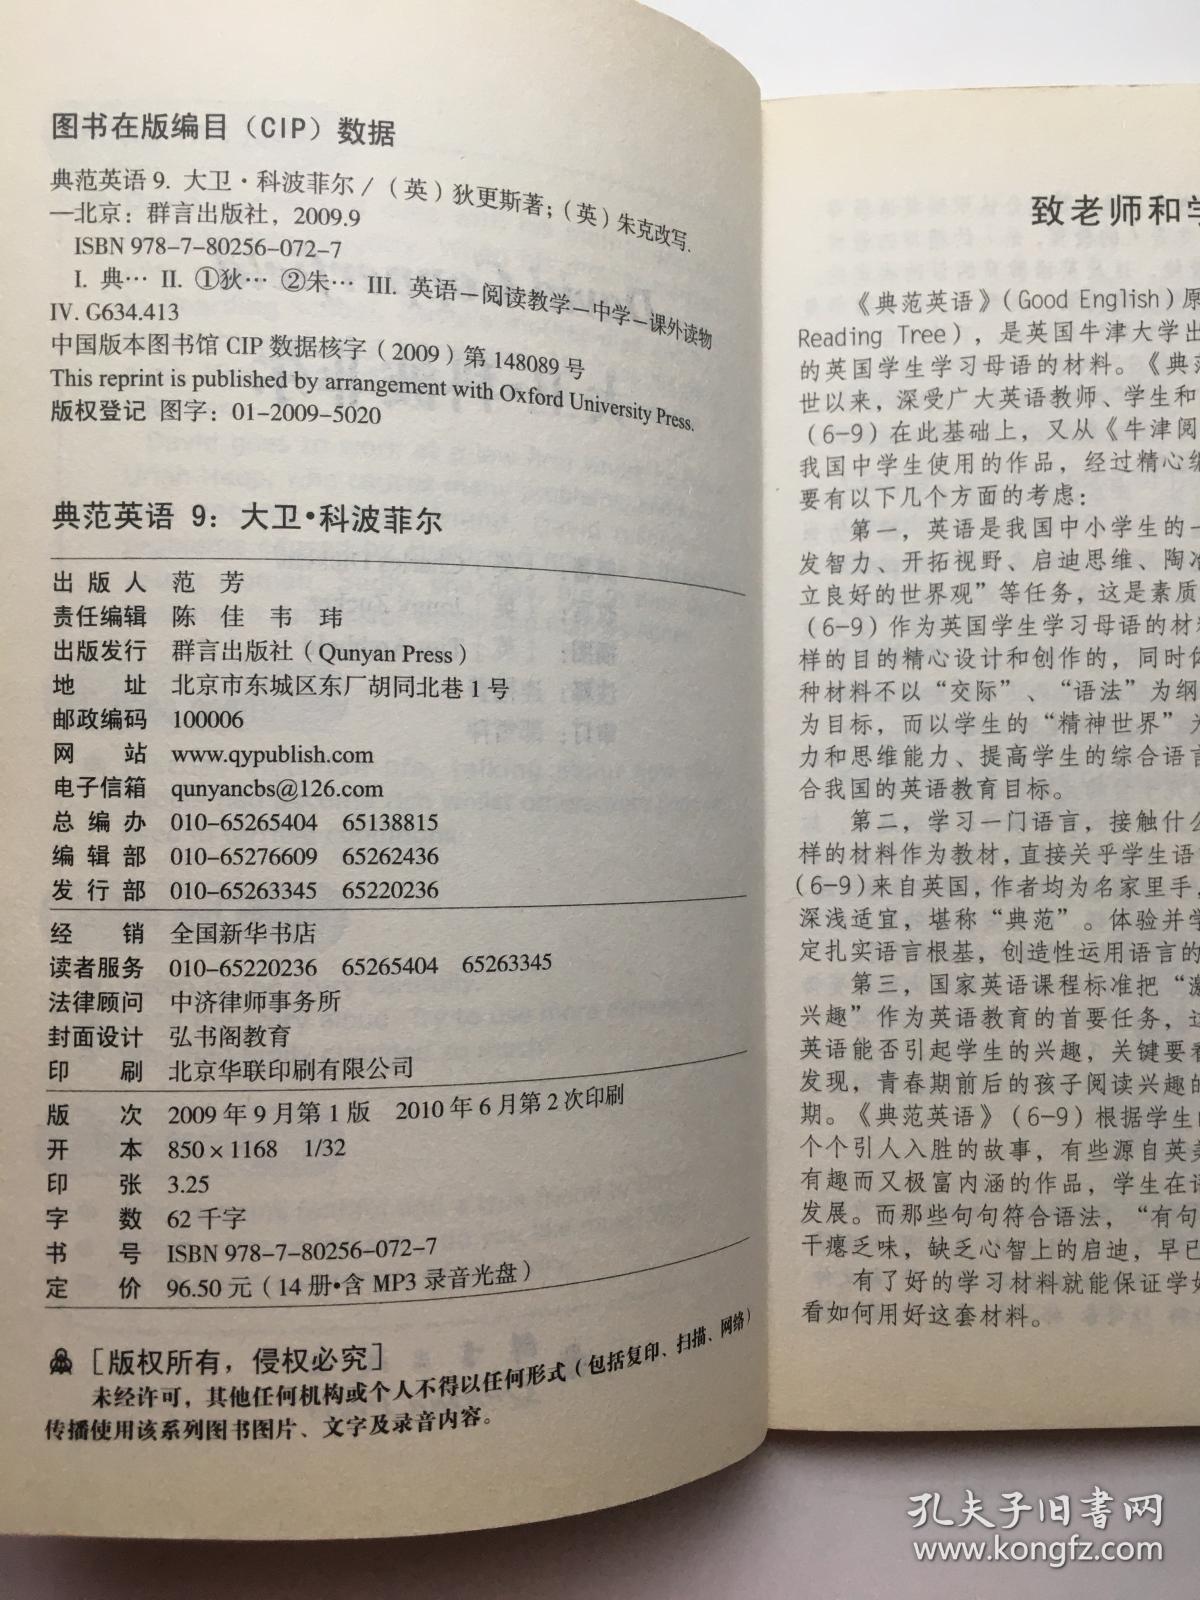 图书在版编目（CIP）数据
典范英语 9. 大卫·科波菲尔 /（英）狄更斯著；（英）朱克改写.
—北京：群言出版社，2009.9
ISBN 978-7-80256-072-7
I. 典… II. ①狄… ②朱… III. 英语－阅读教学－中学－课外读物
IV. G634.413
中国版本图书馆 CIP 数据核字（2009）第 148089 号
This reprint is published by arrangement with Oxford University Press.
版权登记 图字：01-2009-5020
典范英语 9：大卫·科波菲尔
出 版 人 范 芳
责任编辑 陈 佳 韦 玮
出版发行 群言出版社（Qunyan Press）
地 址 北京市东城区东厂胡同北巷 1 号
邮政编码 100006
网 站 www.qypublish.com
电子信箱 qunyancbs@126.com
总 编 办 010-65265404 65138815
编 辑 部 010-65276609 65262436
发 行 部 010-65263345 65220236
经 销 全国新华书店
读者服务 010-65220236 65265404 65263345
法律顾问 中济律师事务所
封面设计 弘书阁教育
印 刷 北京华联印刷有限公司
版 次 2009 年 9 月第 1 版 2010 年 6 月第 2 次印刷
开 本 850×1168 1/32
印 张 3.25
字 数 62 千字
书 号 ISBN 978-7-80256-072-7
定 价 96.50 元（14 册·含 MP3 录音光盘）
［版权所有，侵权必究］
未经许可，其他任何机构或个人不得以任何形式（包括复印、扫描、网络）
传播使用该系列图书图片、文字及录音内容。
致老师和学
《典范英语》（Good English）原
Reading Tree），是英国牛津大学出
的英国学生学习母语的材料。《典范
世以来，深受广大英语教师、学生和
（6-9）在此基础上，又从《牛津阅
我国中学生使用的作品，经过精心编
要有以下几个方面的考虑：
第一，英语是我国中小学生的一
发智力、开拓视野、启迪思维、陶冶
立良好的世界观”等任务，这是素质
（6-9）作为英国学生学习母语的材料
样的目的精心设计和创作的，同时体
种材料不以“交际”、“语法”为纲
为目标，而以学生的“精神世界”为
力和思维能力、提高学生的综合语言
合我国的英语教育目标。
第二，学习一门语言，接触什么
样的材料作为教材，直接关乎学生语言
（6-9）来自英国，作者均为名家里手，
深浅适宜，堪称“典范”。体验并学
定扎实语言根基，创造性运用语言的
第三，国家英语课程标准把“激
兴趣”作为英语教育的首要任务，这
英语能否引起学生的兴趣，关键要看
发现，青春期前后的孩子阅读兴趣的
期。《典范英语》（6-9）根据学生的
个个引人入胜的故事，有些源自英美
有趣而又极富内涵的作品，学生在讠
发展。而那些句句符合语法，“有句
干瘪乏味，缺乏心智上的启迪，早已
有了好的学习材料就能保证学好
看如何用好这套材料。
孔夫子旧书网
www.kongfz.com